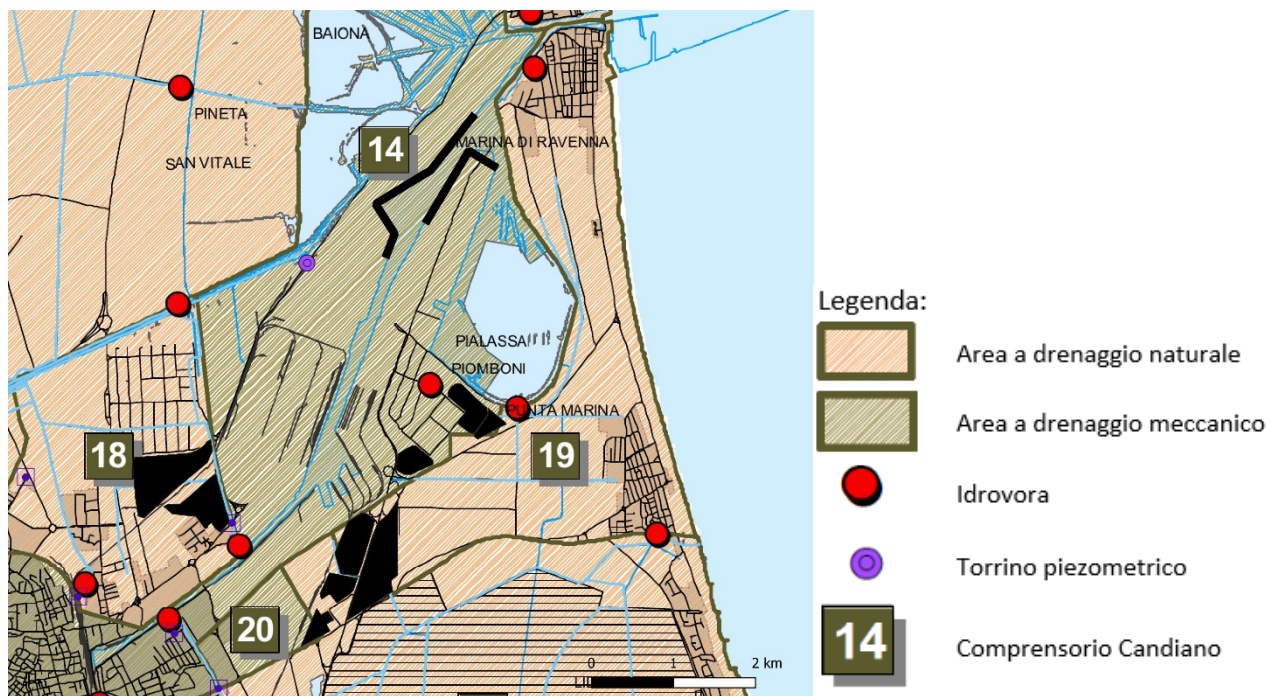 BAIONA
PINETA
SAN VITALE
14
MARINA DI RAVENNA
PIALASSA
PIOMBONI
PUNTA MARINA
18
19
20
0 1 2 km
Legenda:
Area a drenaggio naturale
Area a drenaggio meccanico
Idrovora
Torrino piezometrico
14
Comprensorio Candiano